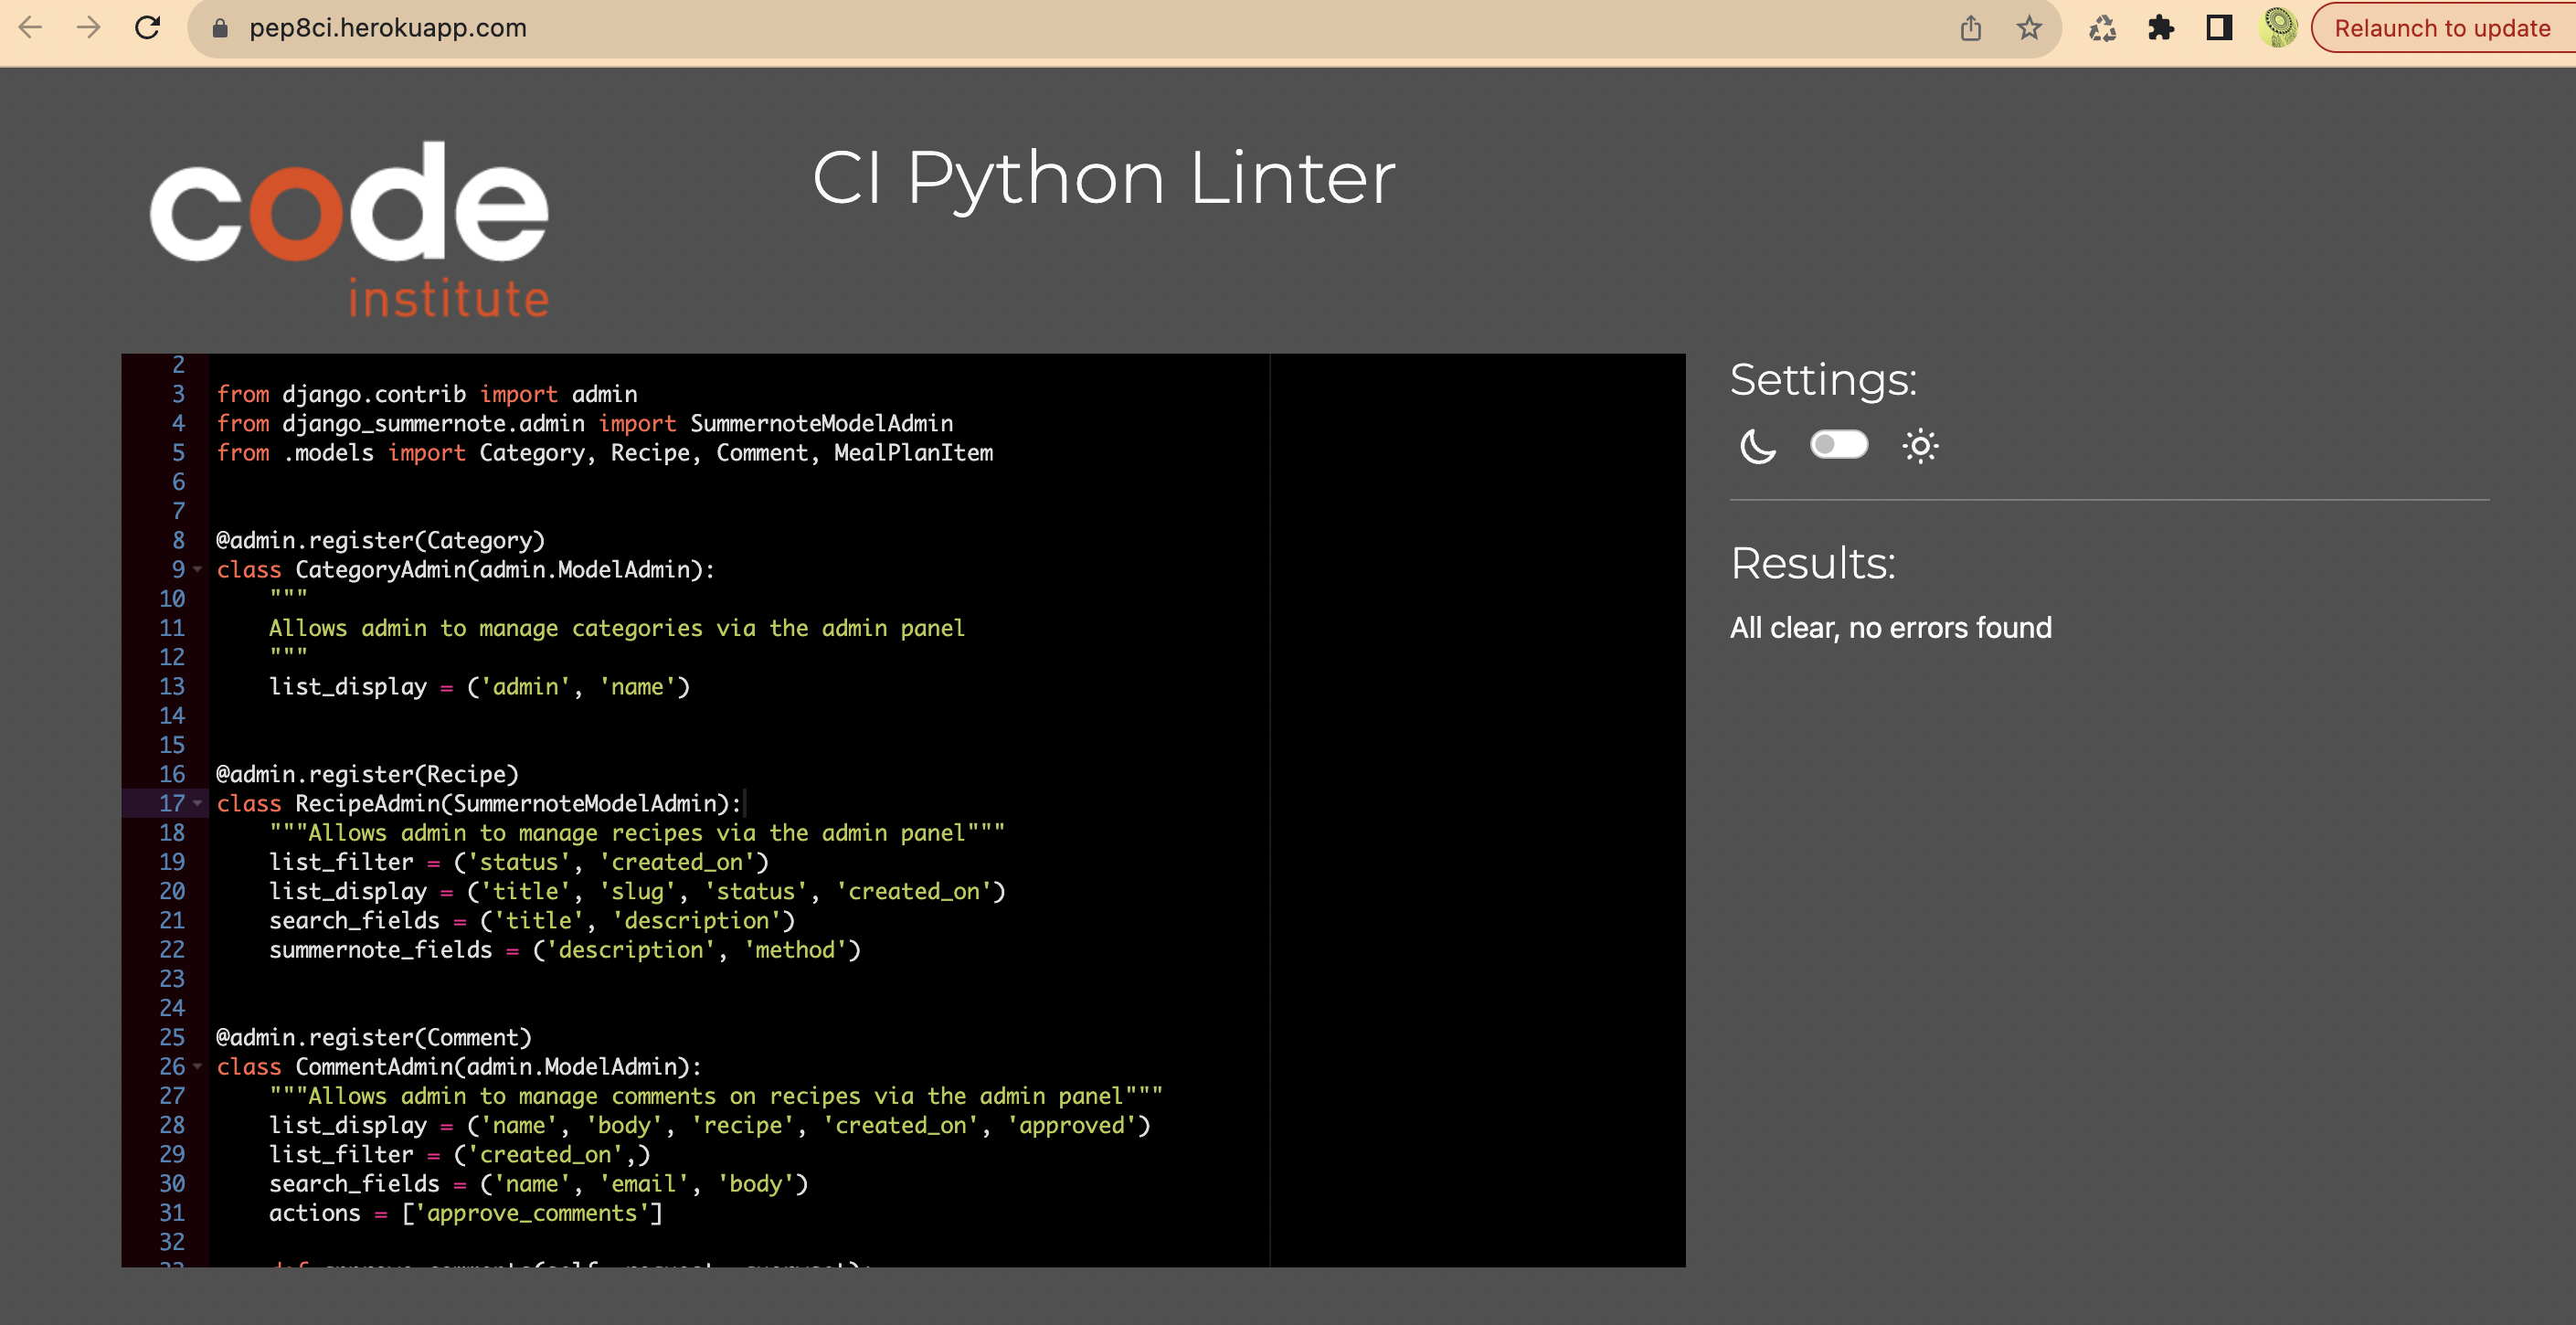 pep8ci.herokuapp.com
Relaunch to update
code
institute
CI Python Linter
2
3 from django.contrib import admin
4 from django_summernote.admin import SummernoteModelAdmin
5 from .models import Category, Recipe, Comment, MealPlanItem
6
7
8 @admin.register(Category)
9 class CategoryAdmin(admin.ModelAdmin):
10     """
11     Allows admin to manage categories via the admin panel
12     """
13     list_display = ('admin', 'name')
14
15
16 @admin.register(Recipe)
17 class RecipeAdmin(SummernoteModelAdmin):
18     """Allows admin to manage recipes via the admin panel"""
19     list_filter = ('status', 'created_on')
20     list_display = ('title', 'slug', 'status', 'created_on')
21     search_fields = ('title', 'description')
22     summernote_fields = ('description', 'method')
23
24
25 @admin.register(Comment)
26 class CommentAdmin(admin.ModelAdmin):
27     """Allows admin to manage comments on recipes via the admin panel"""
28     list_display = ('name', 'body', 'recipe', 'created_on', 'approved')
29     list_filter = ('created_on',)
30     search_fields = ('name', 'email', 'body')
31     actions = ['approve_comments']
32
33     def approve_comments(self, request, queryset):
Settings:
Results:
All clear, no errors found